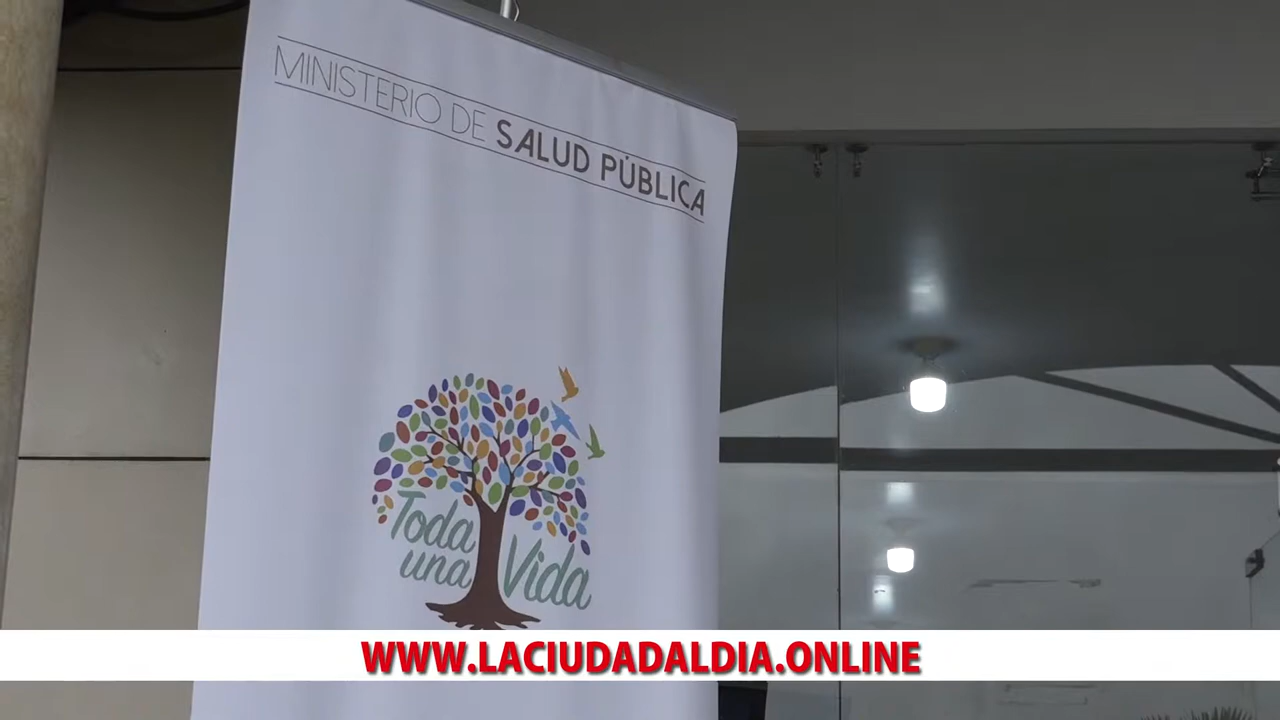 MINISTERIO DE SALUD PÚBLICA
Toda
una Vida
WWW.LACIUDADALDIA.ONLINE